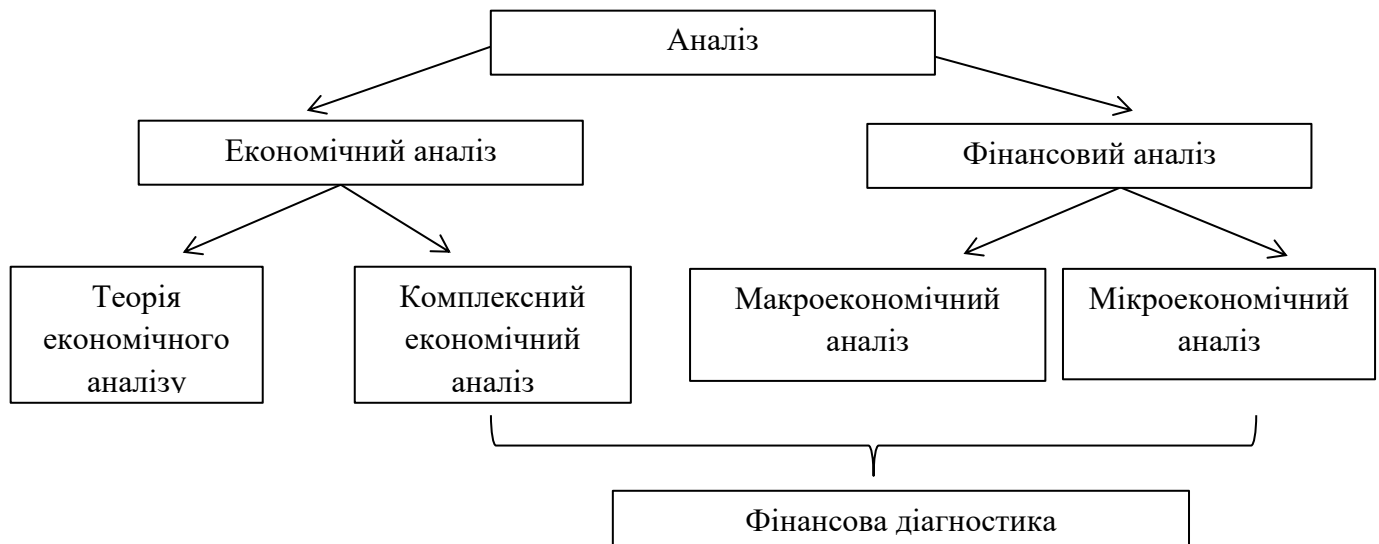 Аналіз
Економічний аналіз
Фінансовий аналіз
Теорія
економічного
аналізу
Комплексний
економічний
аналіз
Макроекономічний
аналіз
Мікроекономічний
аналіз
Фінансова діагностика